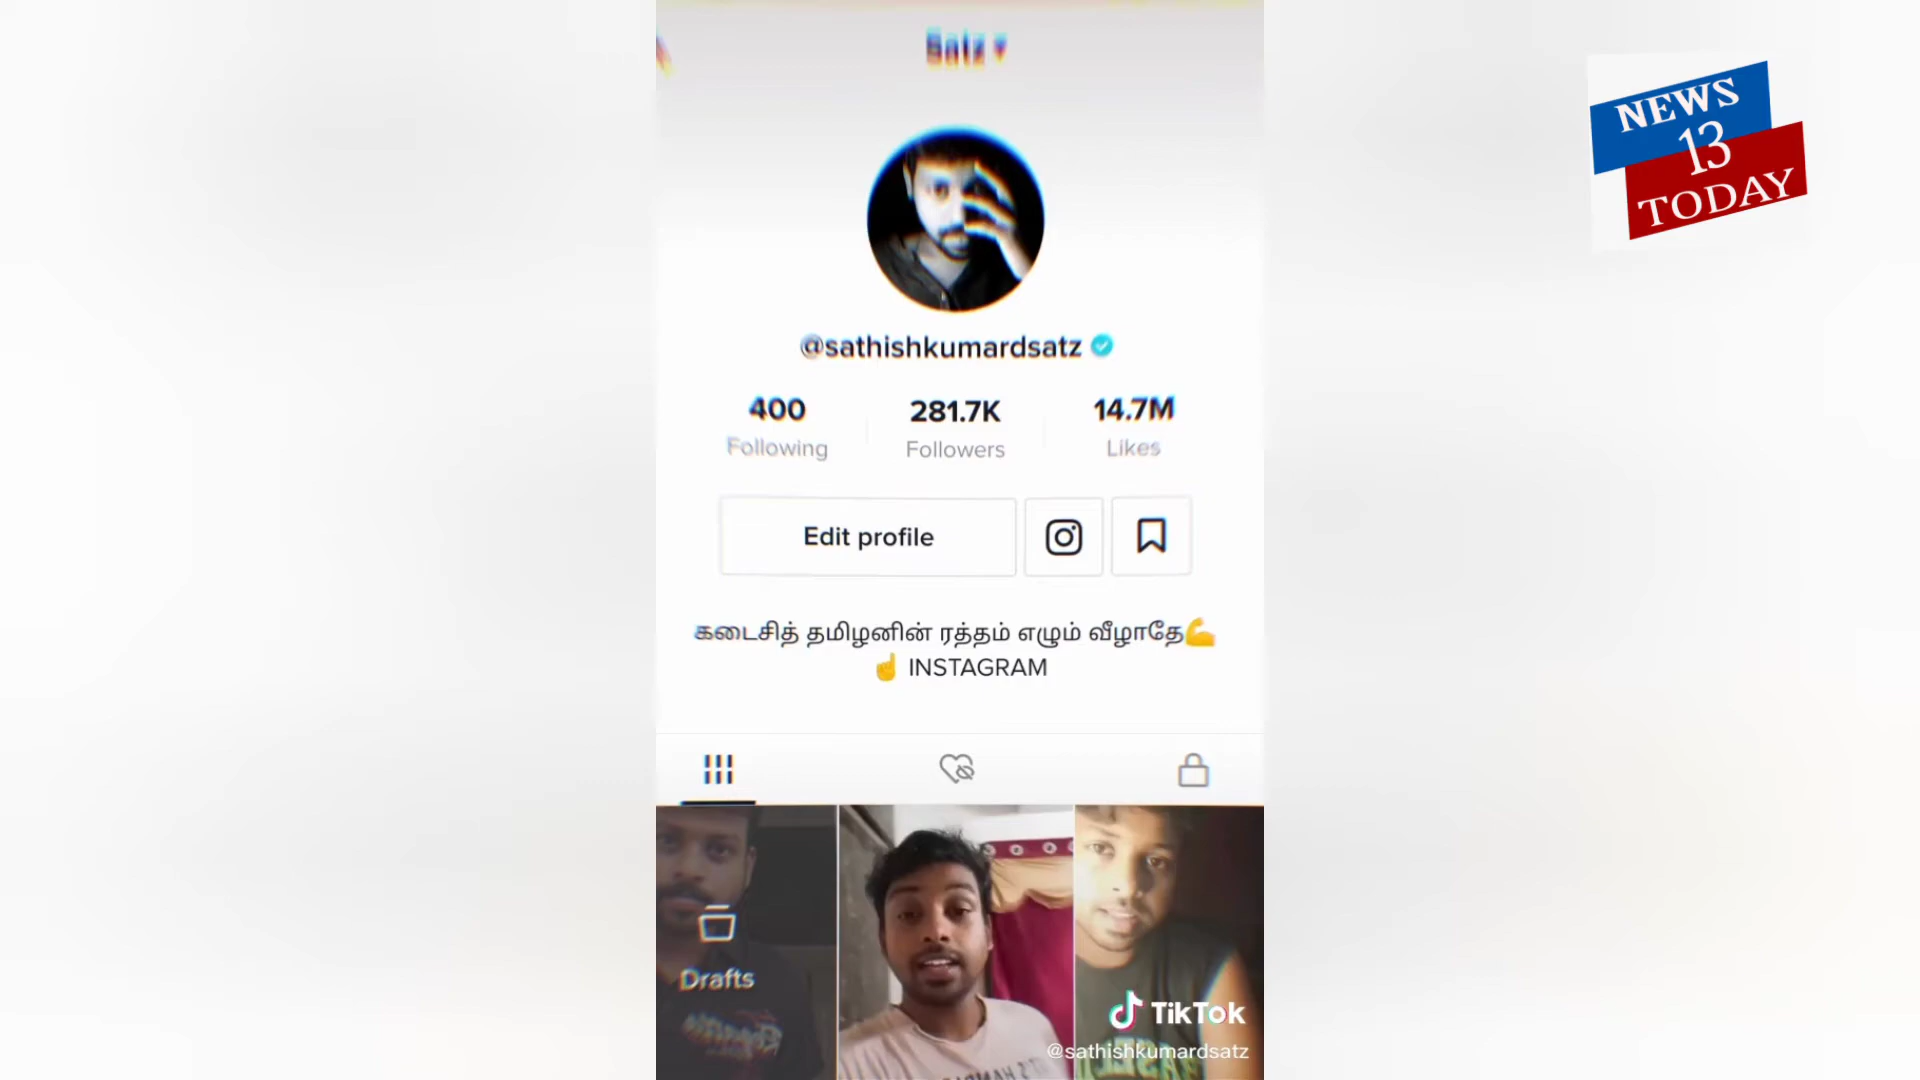 Satz
NEWS
13
TODAY
@sathishkumardsatz
400
281.7K
14.7M
Following
Followers
Likes
Edit profile
கடைசித் தமிழனின் ரத்தம் எழும் வீழாதே💪
☝ INSTAGRAM
Drafts
TikTok
@sathishkumardsatz